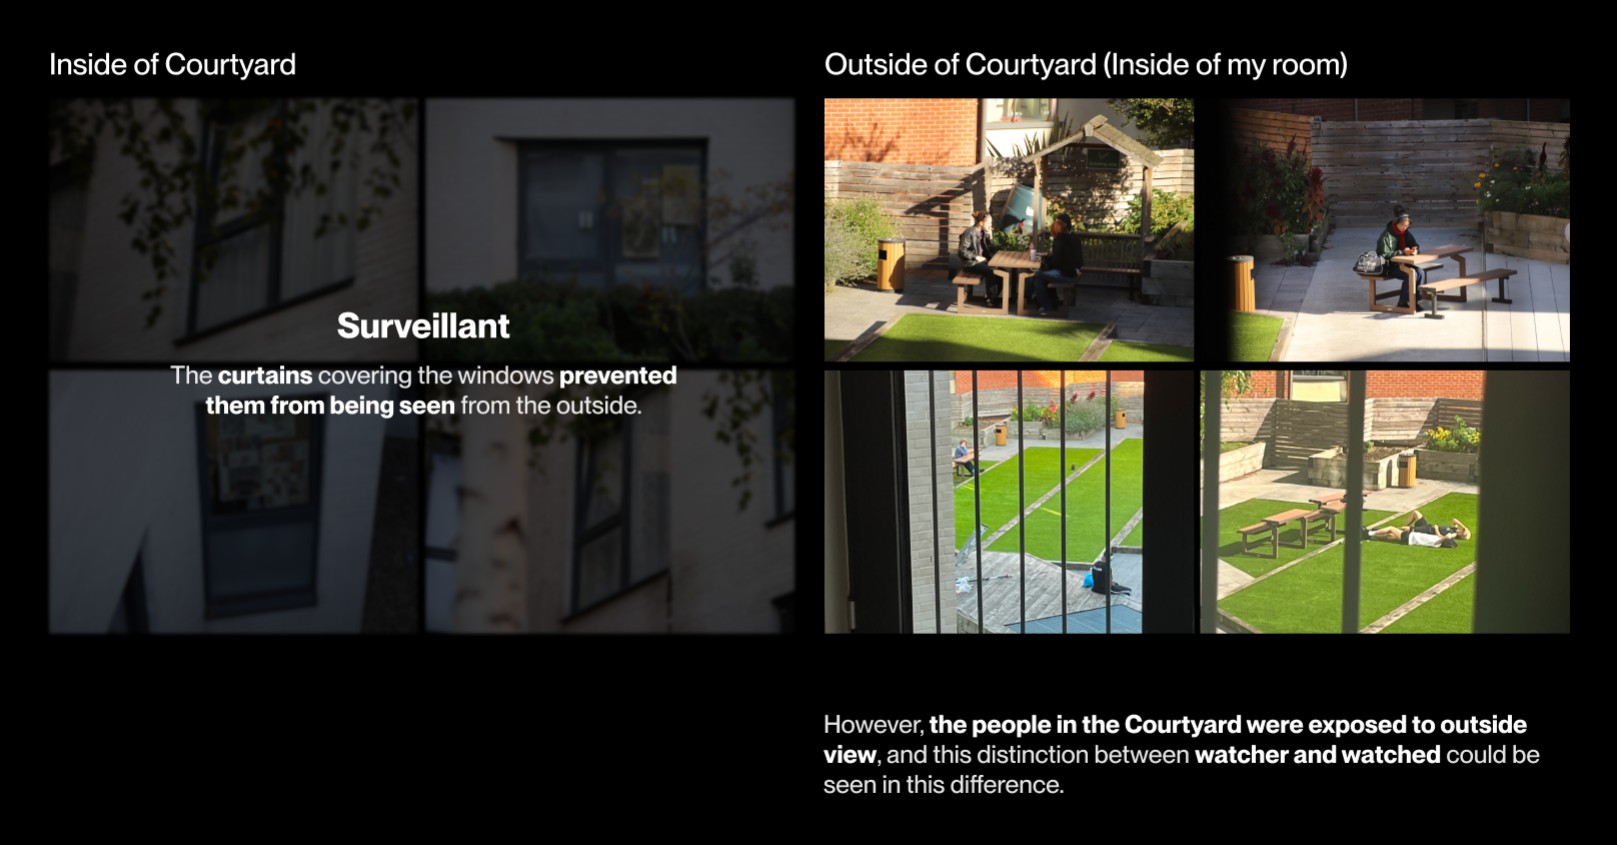 Inside of Courtyard
Surveillant
The curtains covering the windows prevented
them from being seen from the outside.
Outside of Courtyard (Inside of my room)
However, the people in the Courtyard were exposed to outside
view, and this distinction between watcher and watched could be
seen in this difference.